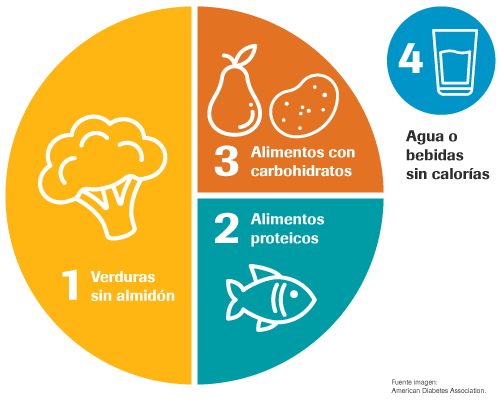 1 Verduras
sin almidón
2 Alimentos
proteicos
3 Alimentos con
carbohidratos
4
Agua o
bebidas
sin calorías
Fuente imagen:
American Diabetes Association.